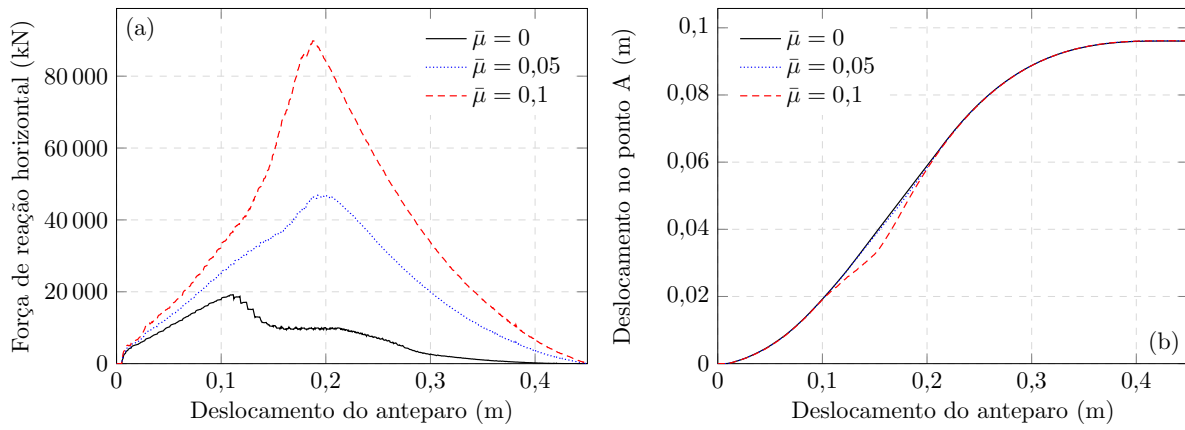 (a)
μ̄ = 0
μ̄ = 0,05
μ̄ = 0,1
80 000
60 000
40 000
20 000
0
0 0,1 0,2 0,3 0,4
Deslocamento do anteparo (m)
Força de reação horizontal (kN)
μ̄ = 0
μ̄ = 0,05
μ̄ = 0,1
0,1
0,08
0,06
0,04
0,02
0
(b)
0 0,1 0,2 0,3 0,4
Deslocamento do anteparo (m)
Deslocamento no ponto A (m)